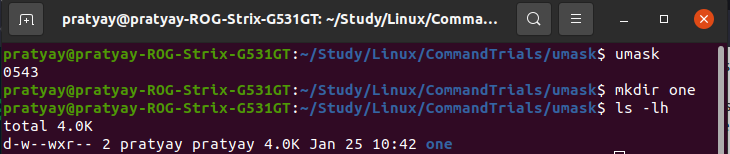 pratyay@pratyay-ROG-Strix-G531GT: ~/Study/Linux/Comma...
pratyay@pratyay-ROG-Strix-G531GT:~/Study/Linux/CommandTrials/umask$ umask
0543
pratyay@pratyay-ROG-Strix-G531GT:~/Study/Linux/CommandTrials/umask$ mkdir one
pratyay@pratyay-ROG-Strix-G531GT:~/Study/Linux/CommandTrials/umask$ ls -lh
total 4.0K
d-w--wxr-- 2 pratyay pratyay 4.0K Jan 25 10:42 one